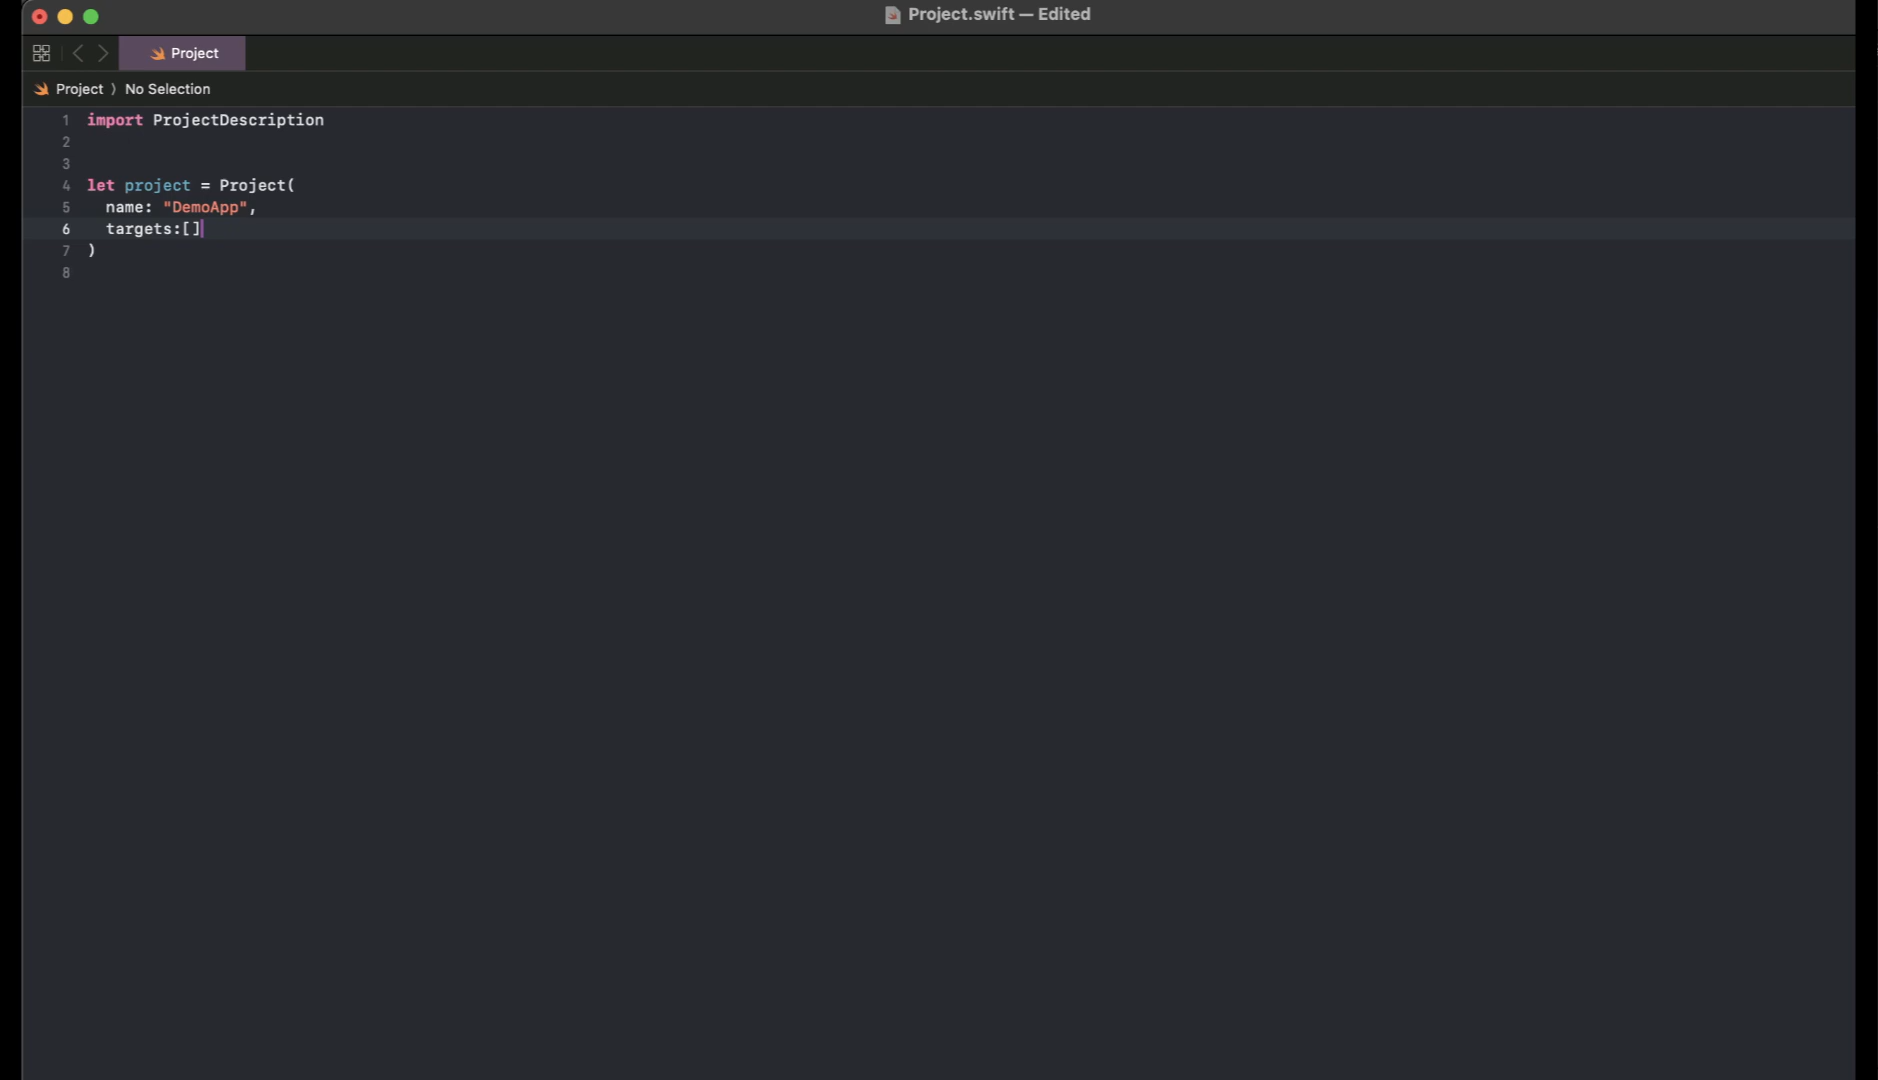 Project.swift — Edited
Project
Project 〉 No Selection
1 import ProjectDescription
2
3
4 let project = Project(
5   name: "DemoApp",
6   targets:[]
7 )
8